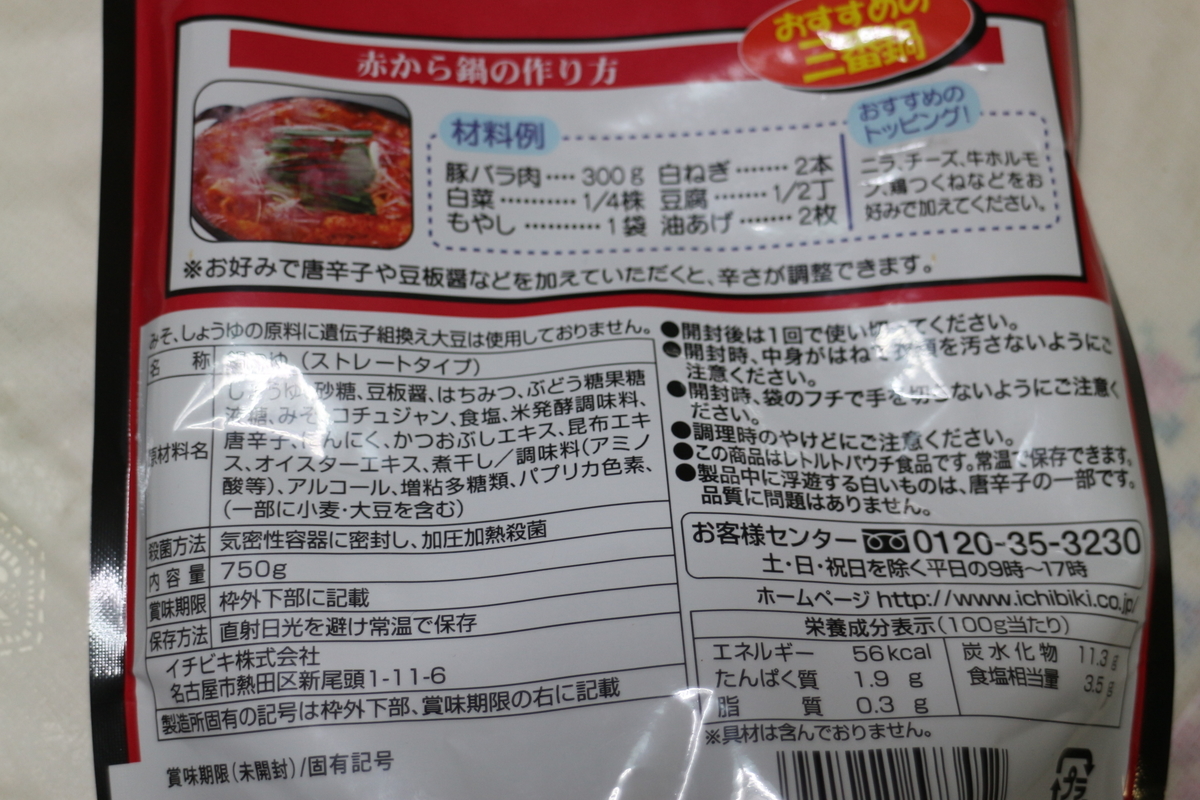 おすすめの
二番鍋
赤から鍋の作り方
材料例
豚バラ肉‥‥ 300g 白ねぎ‥‥‥‥ 2本
白菜‥‥‥‥‥ 1/4株 豆腐‥‥‥‥ 1/2丁
もやし‥‥‥‥‥ 1袋 油あげ‥‥‥‥ 2枚
おすすめの
トッピング!
ニラ、チーズ、牛ホルモ
鶏つくねなどをお
好みで加えてください。
※お好みで唐辛子や豆板醤などを加えていただくと、辛さが調整できます。
みそ、しょうゆの原料に遺伝子組換え大豆は使用しておりません。
名称 つゆ(ストレートタイプ)
原材料名
しょうゆ、砂糖、豆板醤、はちみつ、ぶどう糖果糖
液糖、みそ、コチュジャン、食塩、米発酵調味料、
唐辛子、にんにく、かつおぶしエキス、昆布エキ
ス、オイスターエキス、煮干し/調味料(アミノ
酸等)、アルコール、増粘多糖類、パプリカ色素、
(一部に小麦・大豆を含む)
殺菌方法 気密性容器に密封し、加圧加熱殺菌
内容量 750g
賞味期限 枠外下部に記載
保存方法 直射日光を避け常温で保存
イチビキ株式会社
名古屋市熱田区新尾頭1-11-6
製造所固有の記号は枠外下部、賞味期限の右に記載
賞味期限(未開封)/固有記号
●開封後は1回で使い切ってください。
●開封時、中身がはねて衣類を汚さないようにご
注意ください。
●開封時、袋のフチで手を切らないようにご注意く
ださい。
●調理時のやけどにご注意ください。
●この商品はレトルトパウチ食品です。常温で保存できます。
●製品中に浮遊する白いものは、唐辛子の一部です。
品質に問題はありません。
お客様センター 0120-35-3230
土・日・祝日を除く平日の9時〜17時
ホームページ http://www.ichibiki.co.jp/
栄養成分表示(100g当たり)
エネルギー 56kcal 炭水化物 11.3g
たんぱく質 1.9 g 食塩相当量 3.5g
脂質 0.3 g
※具材は含んでおりません。
プラ